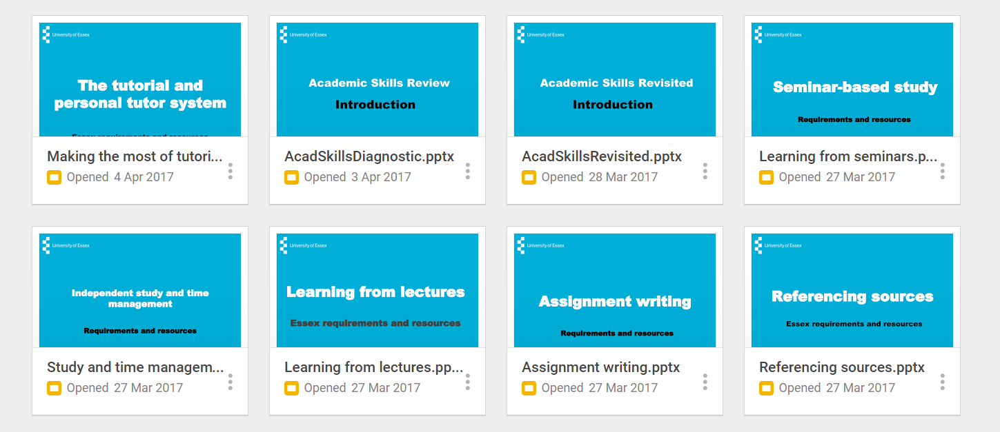 University of Essex
The tutorial and
personal tutor system
Essex requirements and resources
Making the most of tutori...
Opened 4 Apr 2017
University of Essex
Academic Skills Review
Introduction
AcadSkillsDiagnostic.pptx
Opened 3 Apr 2017
University of Essex
Academic Skills Revisited
Introduction
AcadSkillsRevisited.pptx
Opened 28 Mar 2017
University of Essex
Seminar-based study
Requirements and resources
Learning from seminars.p...
Opened 27 Mar 2017
University of Essex
Independent study and time
management
Requirements and resources
Study and time managem...
Opened 27 Mar 2017
University of Essex
Learning from lectures
Essex requirements and resources
Learning from lectures.pp...
Opened 27 Mar 2017
University of Essex
Assignment writing
Requirements and resources
Assignment writing.pptx
Opened 27 Mar 2017
University of Essex
Referencing sources
Essex requirements and resources
Referencing sources.pptx
Opened 27 Mar 2017